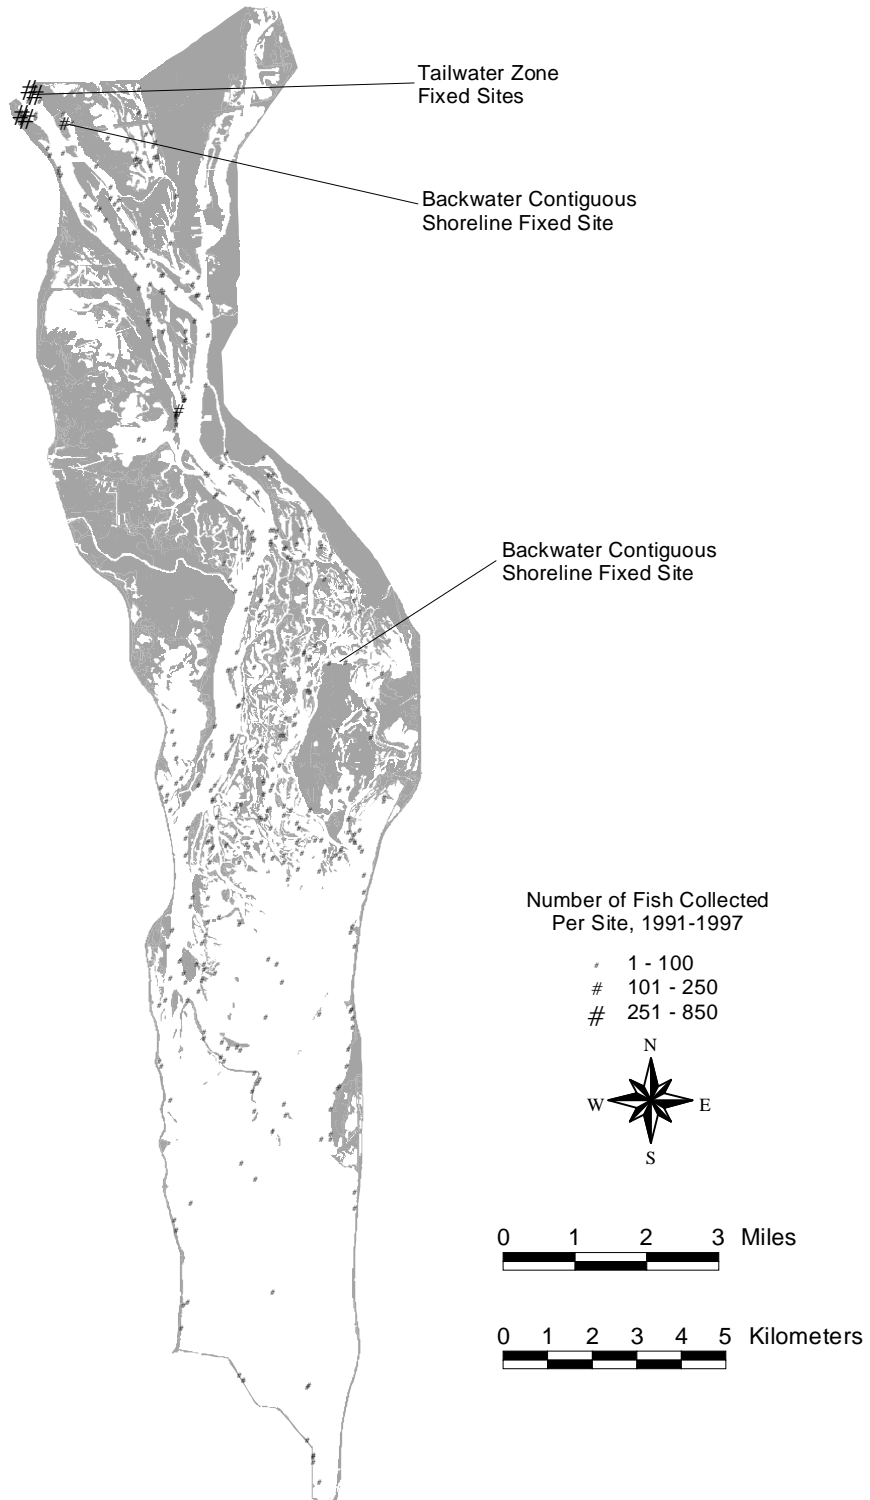 Tailwater Zone
Fixed Sites
Backwater Contiguous
Shoreline Fixed Site
Backwater Contiguous
Shoreline Fixed Site
Number of Fish Collected
Per Site, 1991-1997
1 - 100
# 101 - 250
# 251 - 850
N
W E
S
0 1 2 3 Miles
0 1 2 3 4 5 Kilometers